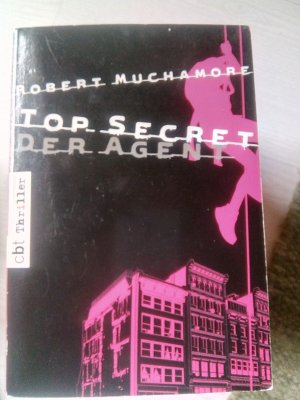 ROBERT MUCHAMORE
TOP SECRET
DER AGENT
cbt Thriller